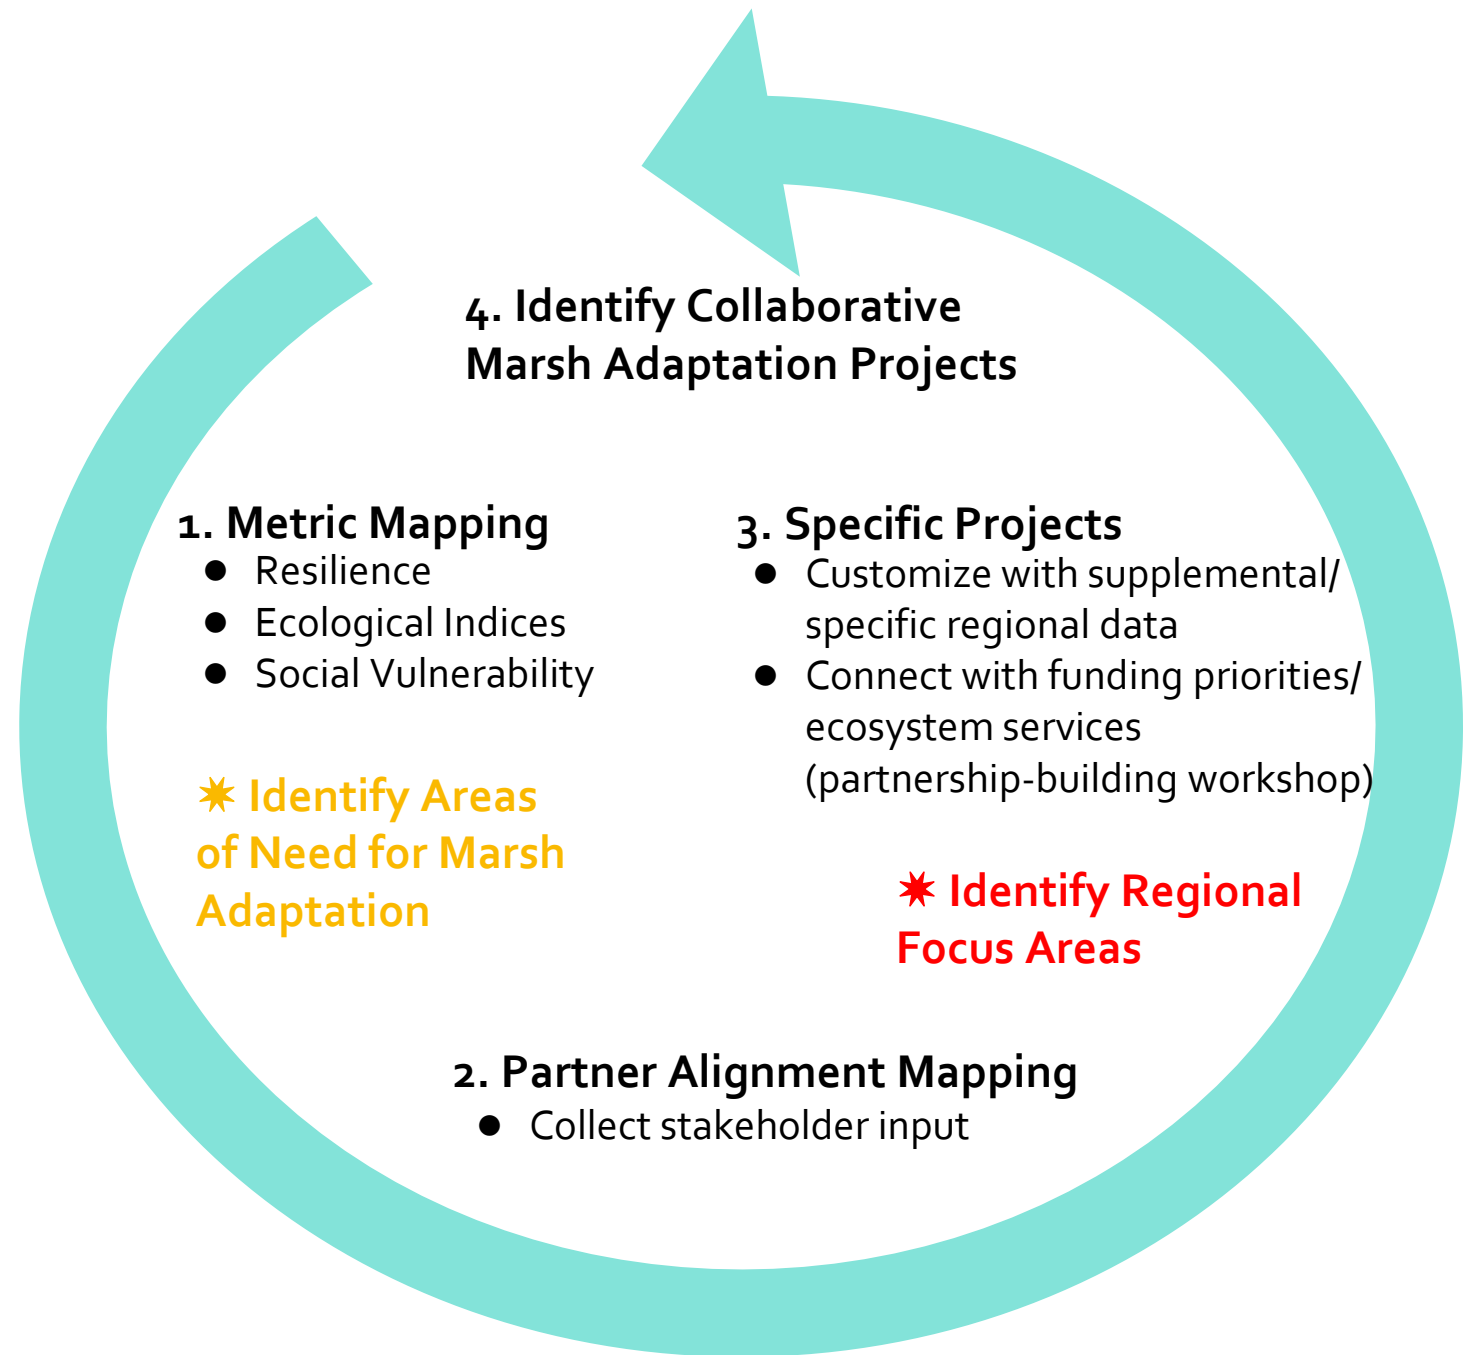 4. Identify Collaborative
Marsh Adaptation Projects
1. Metric Mapping
● Resilience
● Ecological Indices
● Social Vulnerability
✷ Identify Areas
of Need for Marsh
Adaptation
3. Specific Projects
● Customize with supplemental/
specific regional data
● Connect with funding priorities/
ecosystem services
(partnership-building workshop)
✷ Identify Regional
Focus Areas
2. Partner Alignment Mapping
● Collect stakeholder input